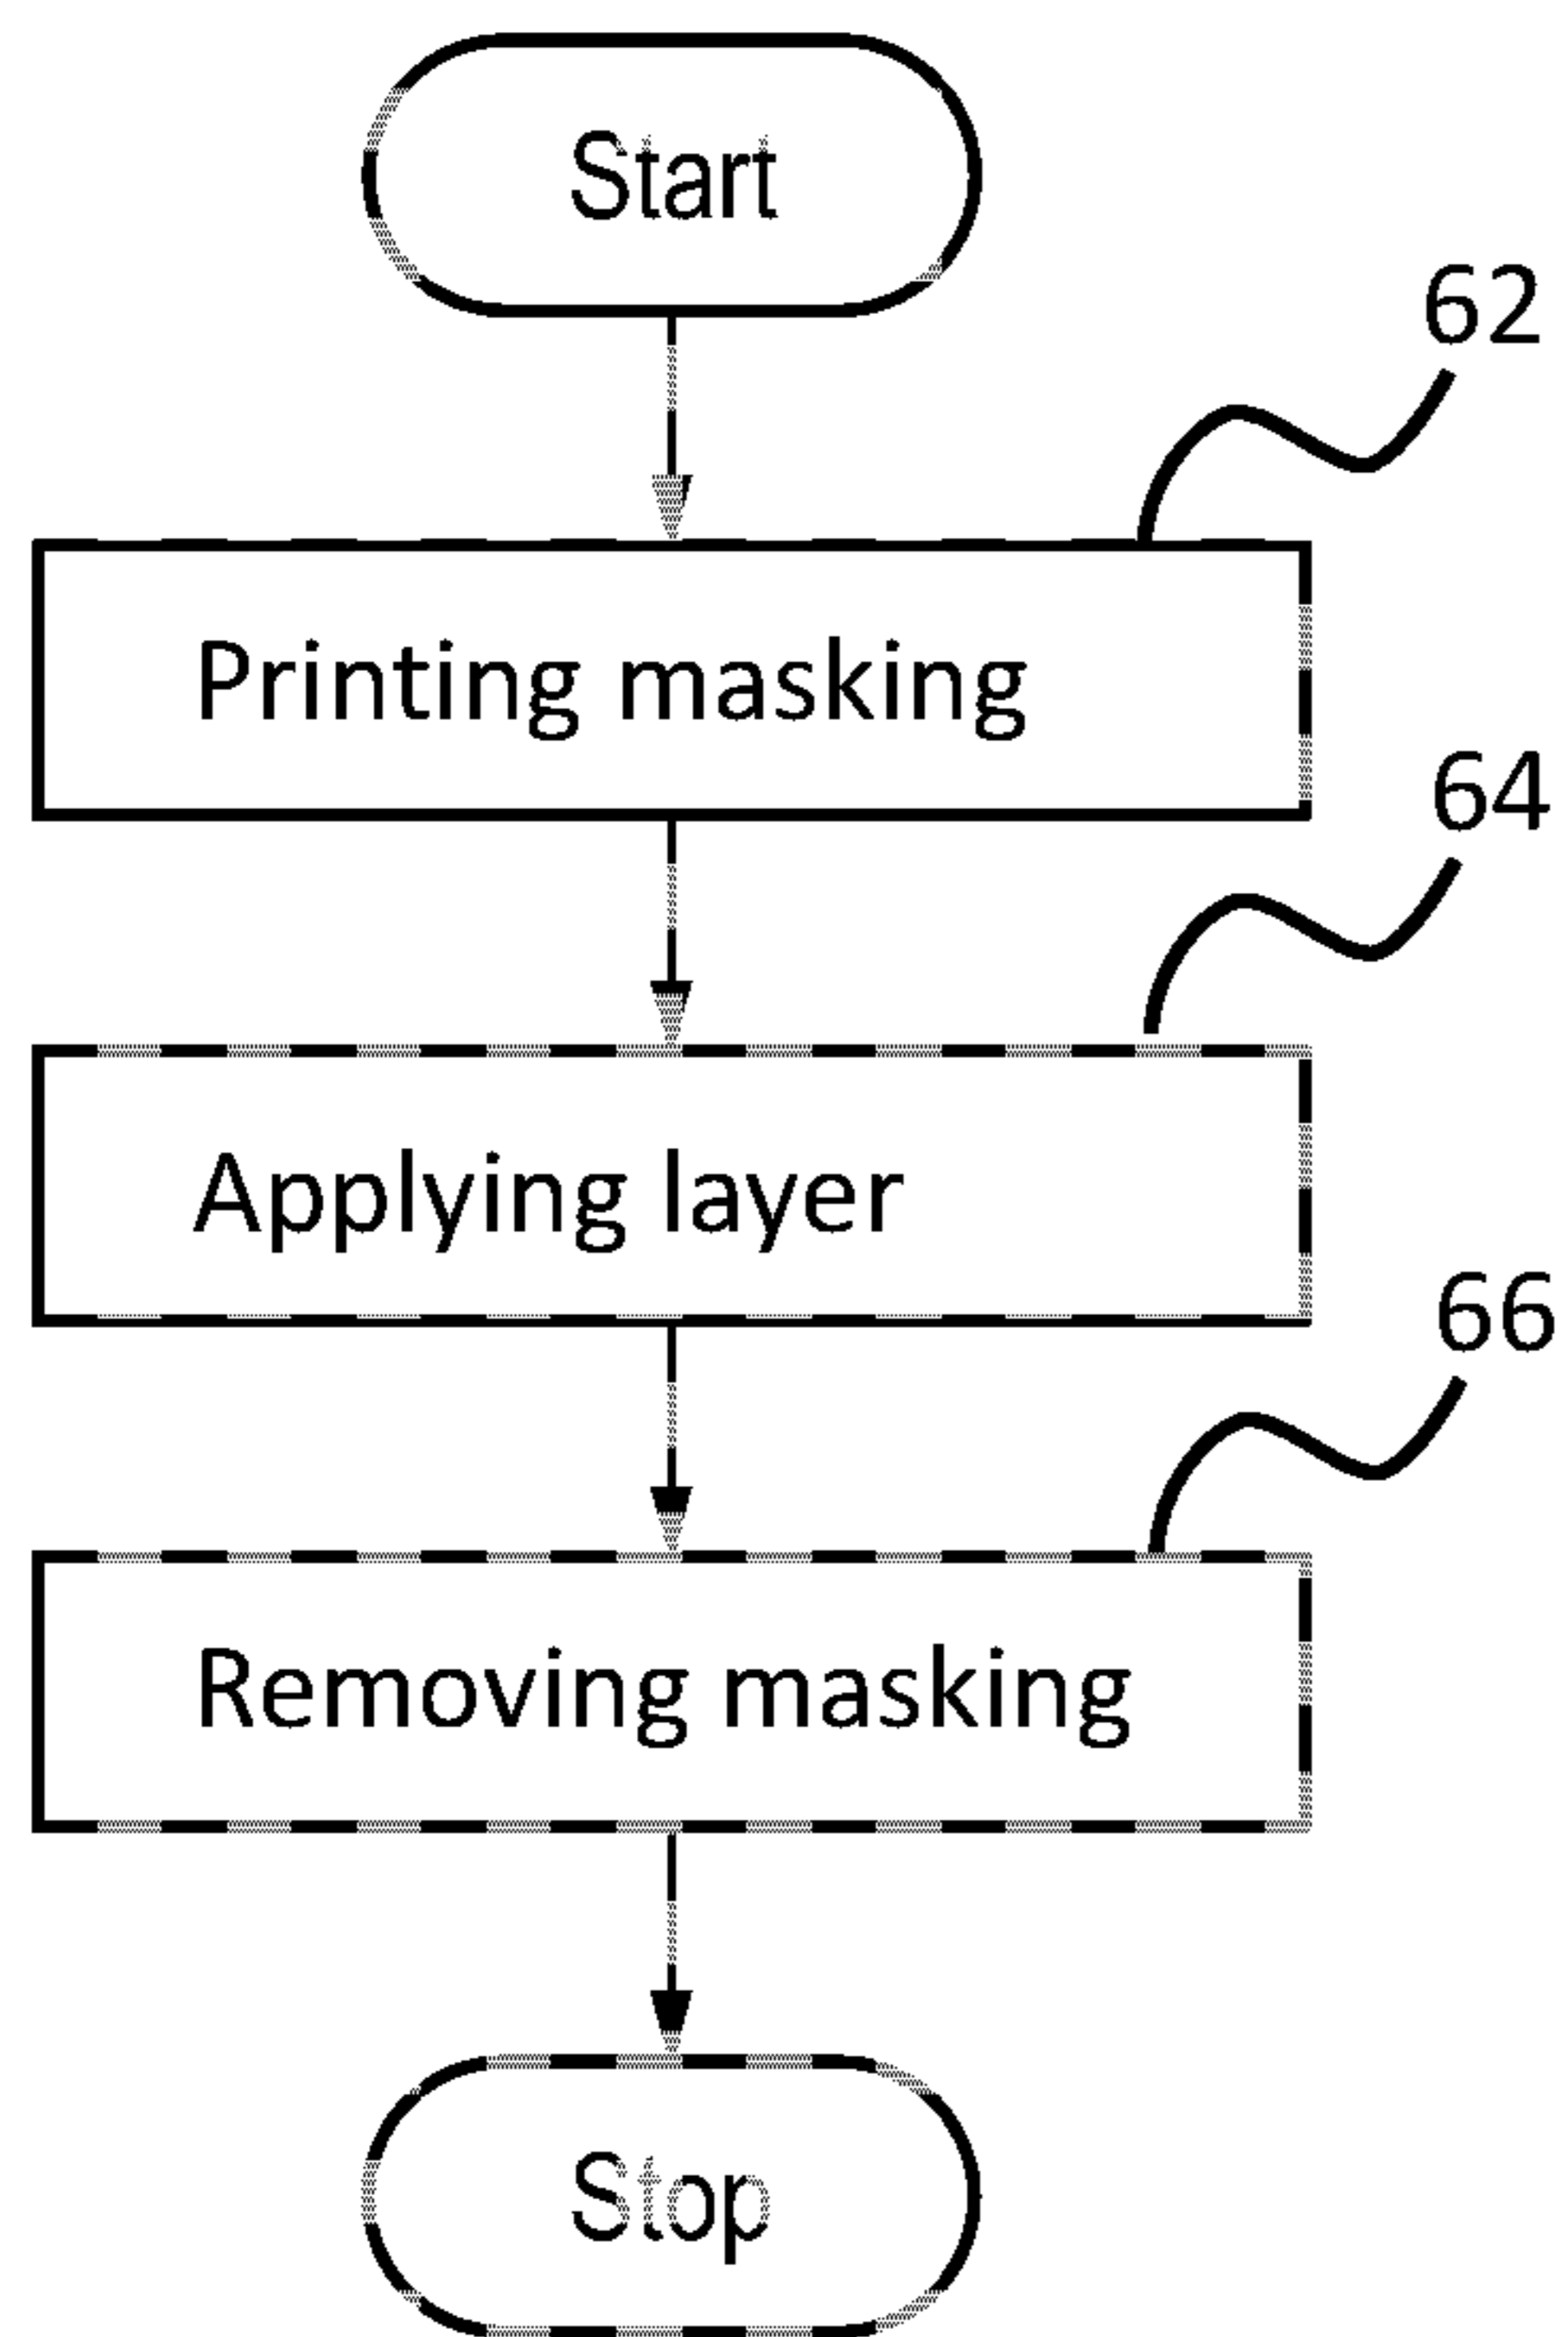 Start
62
Printing masking
64
Applying layer
66
Removing masking
Stop